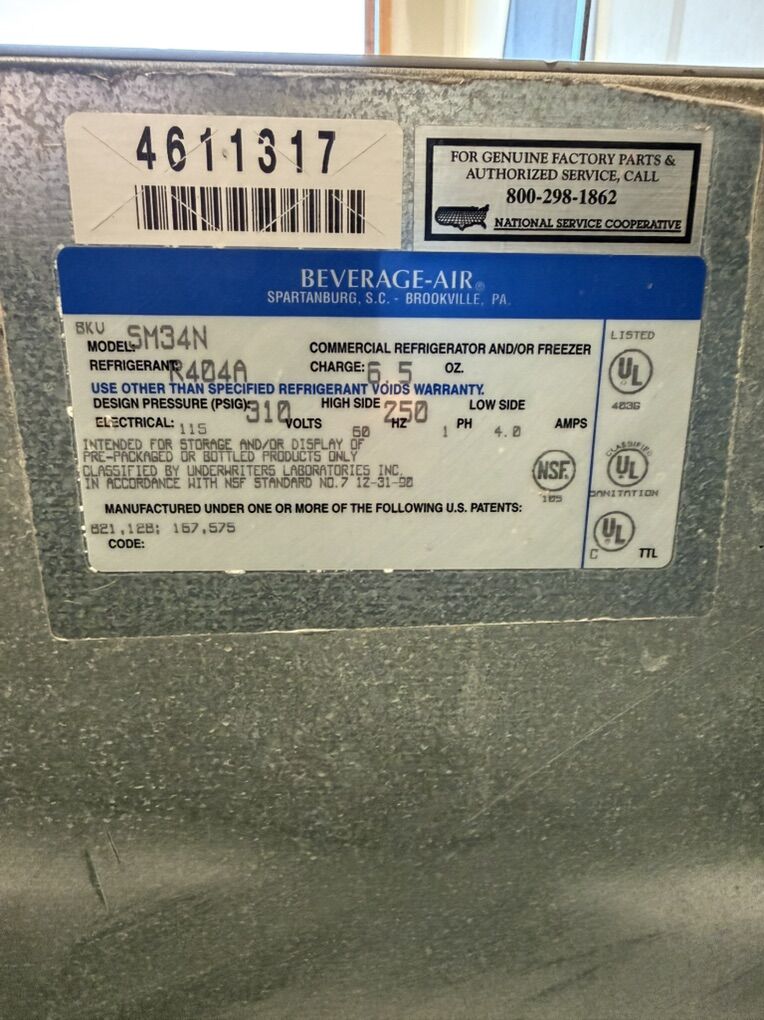 4611317
FOR GENUINE FACTORY PARTS &
AUTHORIZED SERVICE, CALL
800-298-1862
NATIONAL SERVICE COOPERATIVE
BEVERAGE-AIR®
SPARTANBURG, S.C. - BROOKVILLE, PA.
BKV
MODEL: SM34N COMMERCIAL REFRIGERATOR AND/OR FREEZER
REFRIGERANT: R404A CHARGE: 6.5 OZ.
USE OTHER THAN SPECIFIED REFRIGERANT VOIDS WARRANTY.
DESIGN PRESSURE (PSIG): 310 HIGH SIDE 250 LOW SIDE
ELECTRICAL: 115 VOLTS 60 HZ 1 PH 4.0 AMPS
INTENDED FOR STORAGE AND/OR DISPLAY OF
PRE-PACKAGED OR BOTTLED PRODUCTS ONLY
CLASSIFIED BY UNDERWRITERS LABORATORIES INC.
IN ACCORDANCE WITH NSF STANDARD NO.7 12-31-90
MANUFACTURED UNDER ONE OR MORE OF THE FOLLOWING U.S. PATENTS:
821,128; 157,575
CODE:
NSF®
LISTED
UL
403G
CLASSIFIED
UL
SANITATION
UL
C TTL